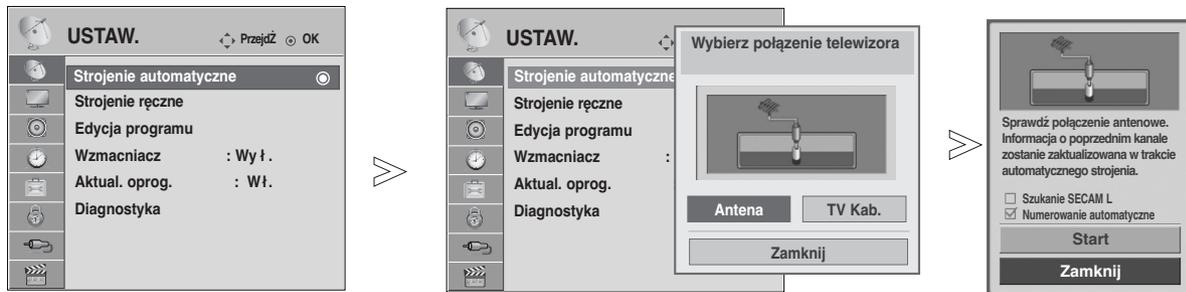 USTAW.
PrzejdŹ OK
Strojenie automatyczne
Strojenie ręczne
Edycja programu
Wzmacniacz : Wył.
Aktual. oprog. : Wł.
Diagnostyka
USTAW.
Strojenie automatyczne
Strojenie ręczne
Edycja programu
Wzmacniacz :
Aktual. oprog.
Diagnostyka
Wybierz połązenie telewizora
Antena
TV Kab.
Zamknij
Sprawdź połączenie antenowe.
Informacja o poprzednim kanale
zostanie zaktualizowana w trakcie
automatycznego strojenia.
Szukanie SECAM L
Numerowanie automatyczne
Start
Zamknij